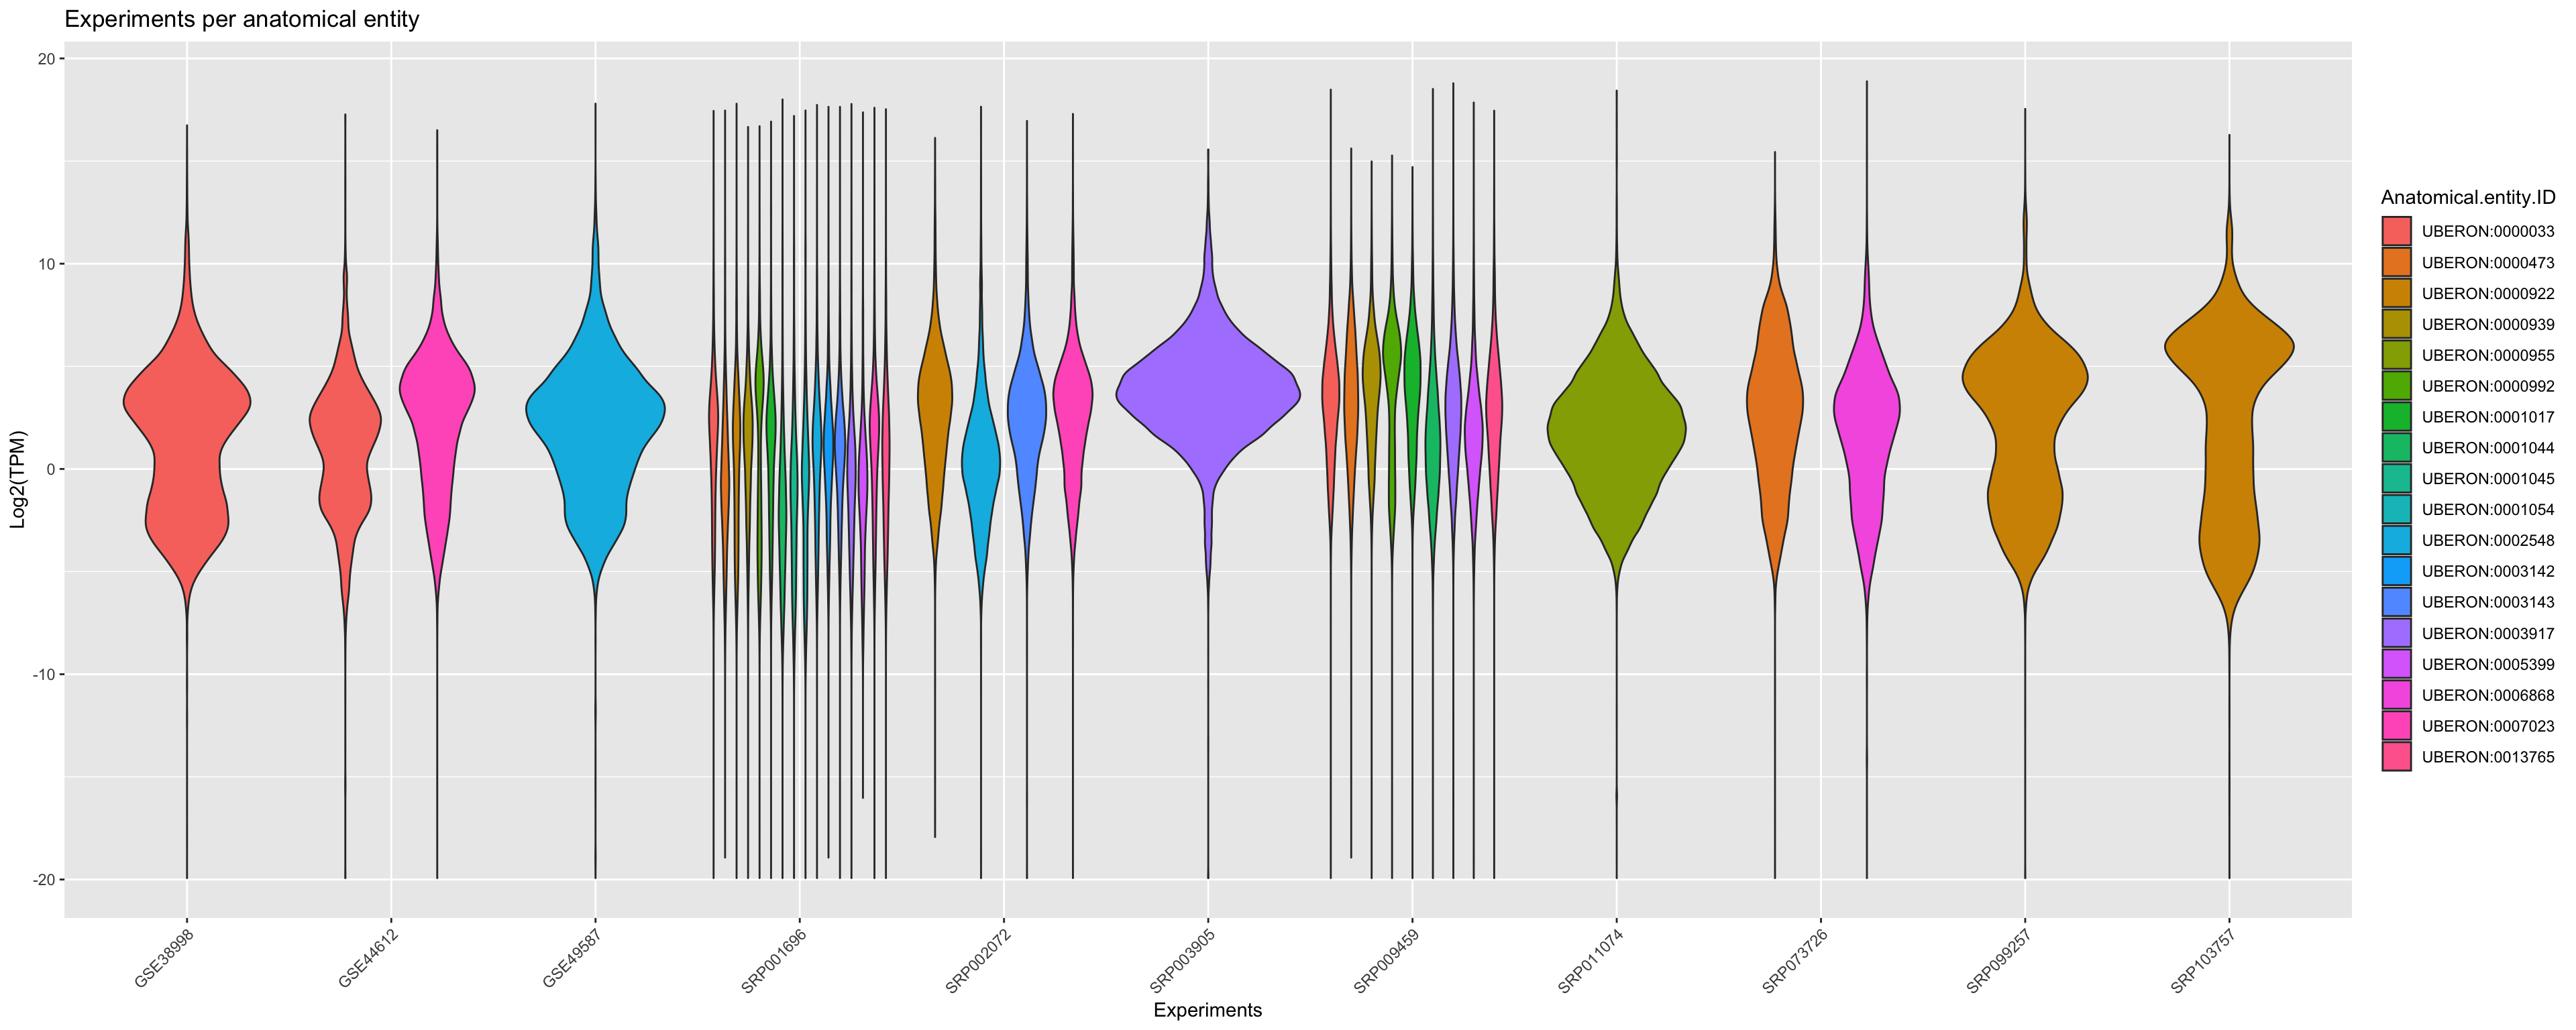 Experiments per anatomical entity
20
10
0
-10
-20
Log2(TPM)
GSE38998
GSE44612
GSE49587
SRP001696
SRP002072
SRP003905
SRP009459
SRP011074
SRP073726
SRP099257
SRP103757
Experiments
Anatomical.entity.ID
UBERON:0000033
UBERON:0000473
UBERON:0000922
UBERON:0000939
UBERON:0000955
UBERON:0000992
UBERON:0001017
UBERON:0001044
UBERON:0001045
UBERON:0001054
UBERON:0002548
UBERON:0003142
UBERON:0003143
UBERON:0003917
UBERON:0005399
UBERON:0006868
UBERON:0007023
UBERON:0013765